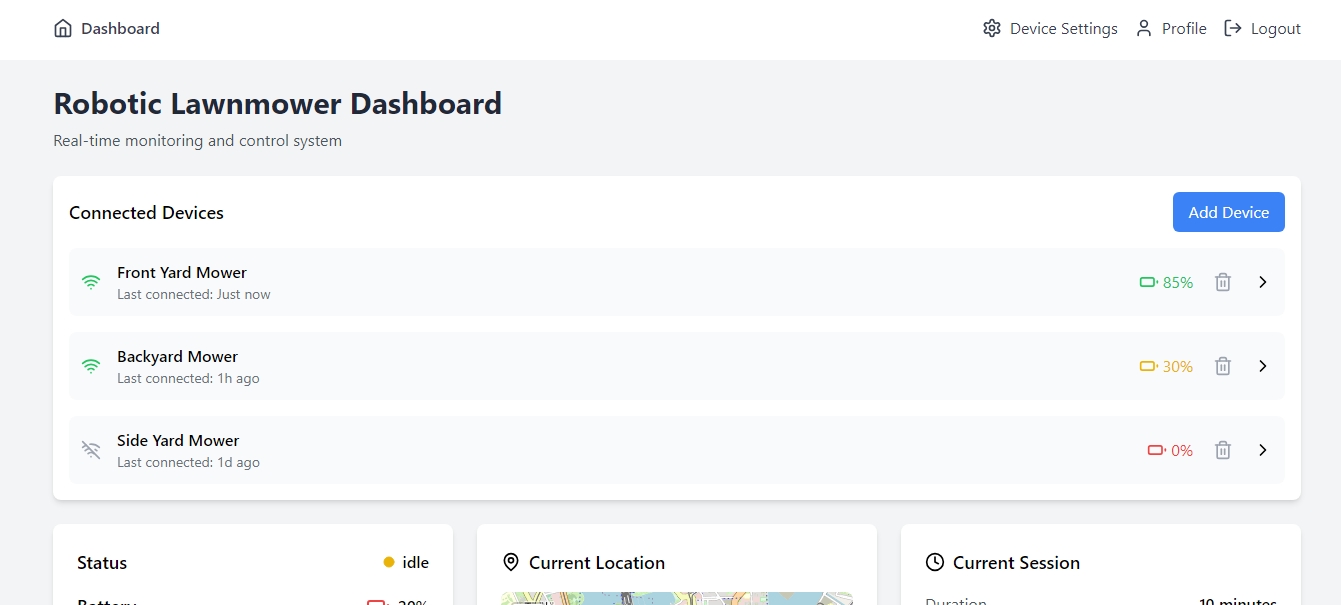 Dashboard
Device Settings
Profile
Logout
Robotic Lawnmower Dashboard
Real-time monitoring and control system
Connected Devices
Add Device
Front Yard Mower
Last connected: Just now
85%
Backyard Mower
Last connected: 1h ago
30%
Side Yard Mower
Last connected: 1d ago
0%
Status
idle
Current Location
Current Session
Battery
Duration
10 minutes